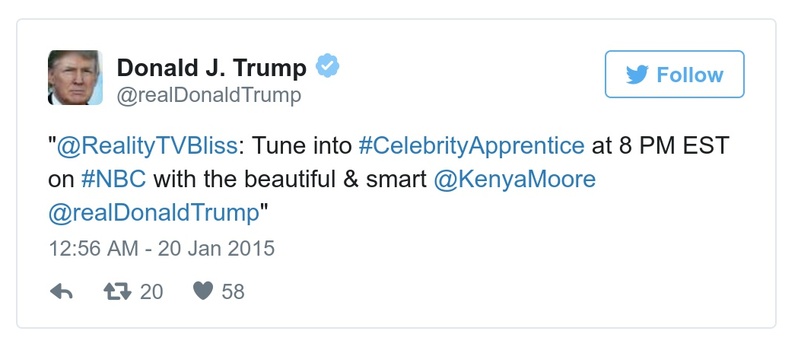 Donald J. Trump
@realDonaldTrump
Follow
"@RealityTVBliss: Tune into #CelebrityApprentice at 8 PM EST
on #NBC with the beautiful & smart @KenyaMoore
@realDonaldTrump"
12:56 AM - 20 Jan 2015
20 58